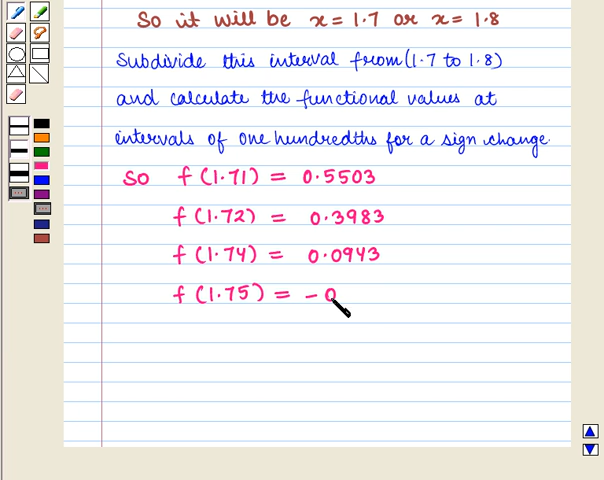 So it will be x = 1.7 or x = 1.8
Subdivide this interval from (1.7 to 1.8)
and calculate the functional values at
intervals of one hundredths for a sign change.
So f(1.71) = 0.5503
f(1.72) = 0.3983
f(1.74) = 0.0943
f(1.75) = -0